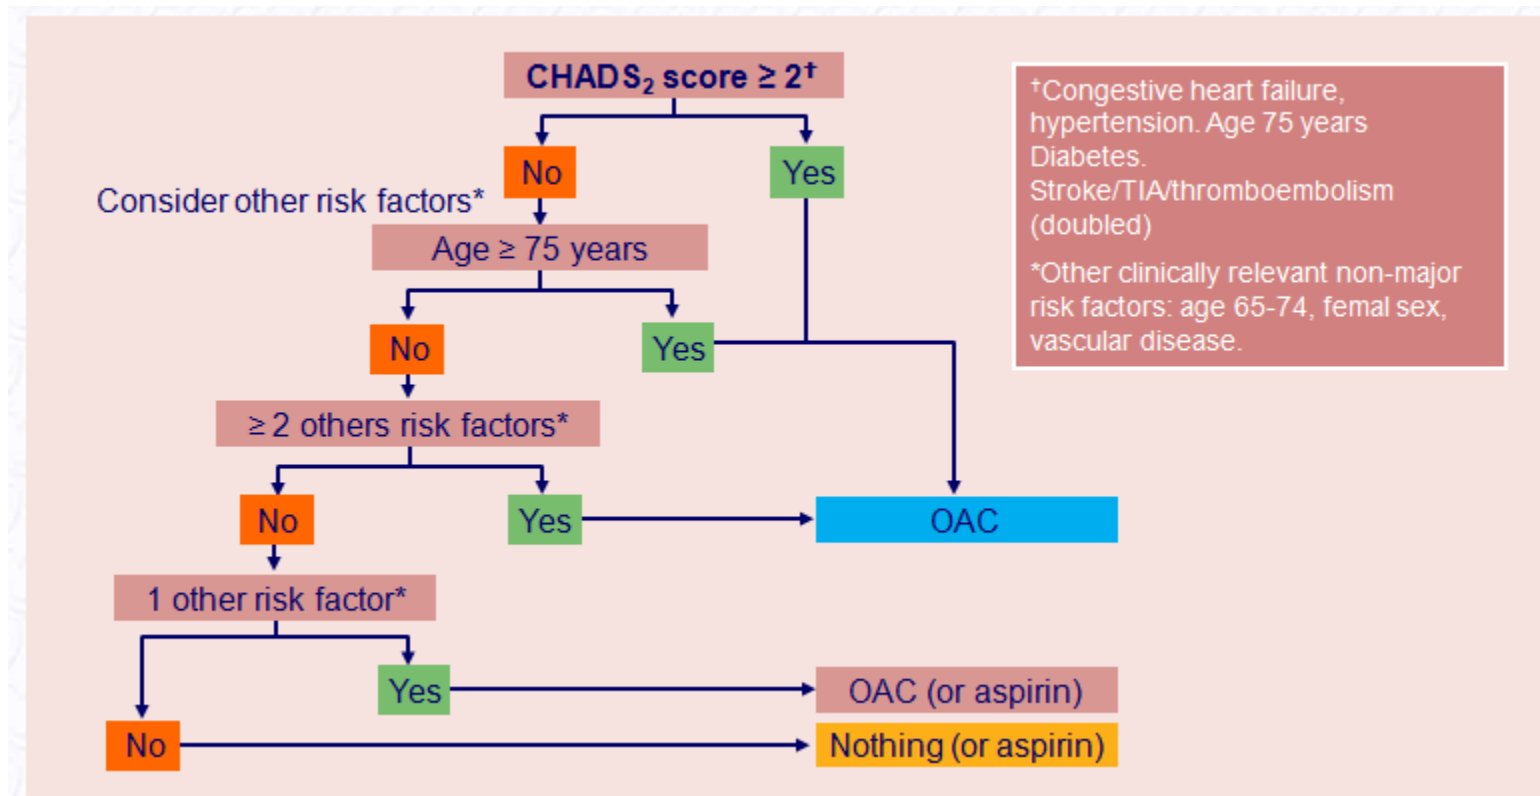 CHADS₂ score ≥ 2†
†Congestive heart failure,
hypertension. Age 75 years
Diabetes.
Stroke/TIA/thromboembolism
(doubled)
*Other clinically relevant non-major
risk factors: age 65-74, femal sex,
vascular disease.
No
Yes
Consider other risk factors*
Age ≥ 75 years
No
Yes
≥ 2 others risk factors*
No
Yes
OAC
1 other risk factor*
Yes
OAC (or aspirin)
No
Nothing (or aspirin)